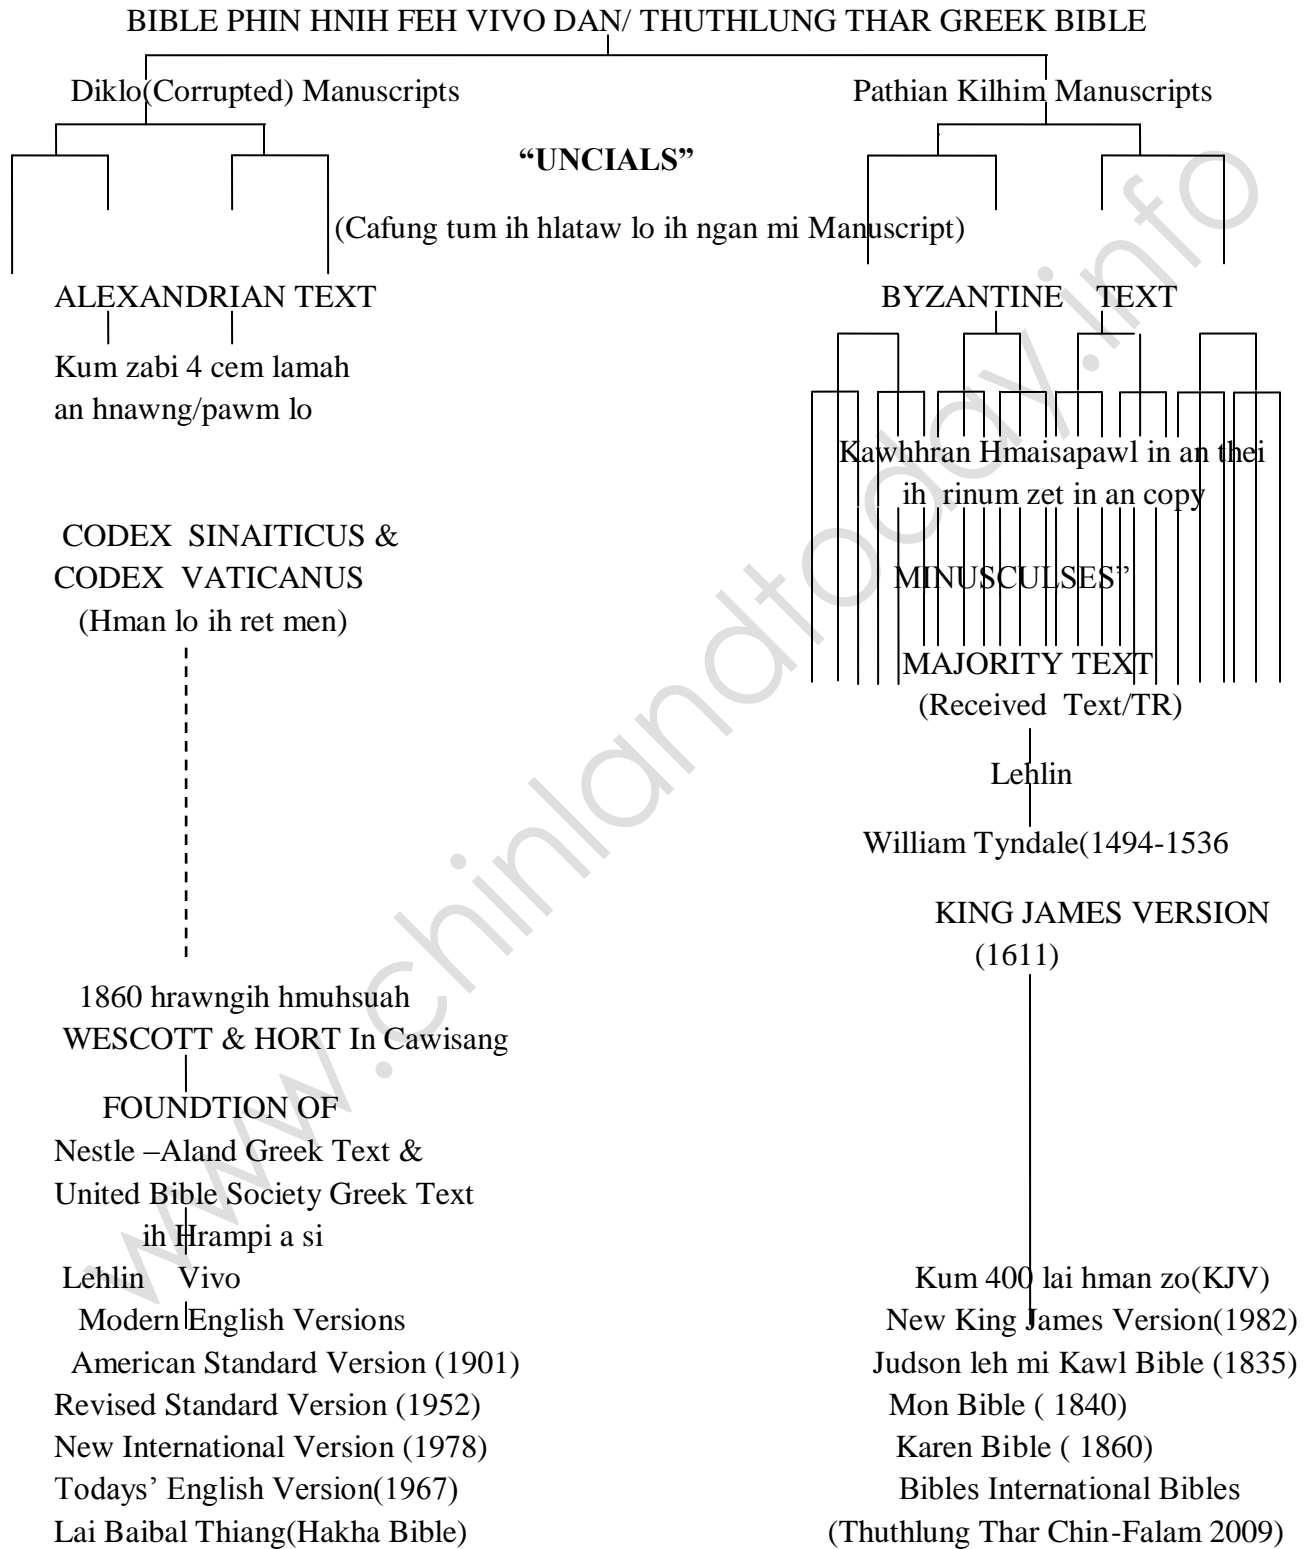 BIBLE PHIN HNIH FEH VIVO DAN/ THUTHLUNG THAR GREEK BIBLE
Diklo(Corrupted) Manuscripts
Pathian Kilhim Manuscripts
“UNCIALS”
(Cafung tum ih hlataw lo ih ngan mi Manuscript)
ALEXANDRIAN TEXT
BYZANTINE TEXT
Kum zabi 4 cem lamah
an hnawng/pawm lo
Kawhhran Hmaisapawl in an thei
ih rinum zet in an copy
CODEX SINAITICUS &
CODEX VATICANUS
(Hman lo ih ret men)
MINUSCULSES”
MAJORITY TEXT
(Received Text/TR)
Lehlin
William Tyndale(1494-1536
KING JAMES VERSION
(1611)
1860 hrawngih hmuhsuah
WESCOTT & HORT In Cawisang
FOUNDTION OF
Nestle –Aland Greek Text &
United Bible Society Greek Text
ih Hrampi a si
Lehlin Vivo
Modern English Versions
American Standard Version (1901)
Revised Standard Version (1952)
New International Version (1978)
Todays’ English Version(1967)
Lai Baibal Thiang(Hakha Bible)
Kum 400 lai hman zo(KJV)
New King James Version(1982)
Judson leh mi Kawl Bible (1835)
Mon Bible ( 1840)
Karen Bible ( 1860)
Bibles International Bibles
(Thuthlung Thar Chin-Falam 2009)
www.chinlandtoday.info